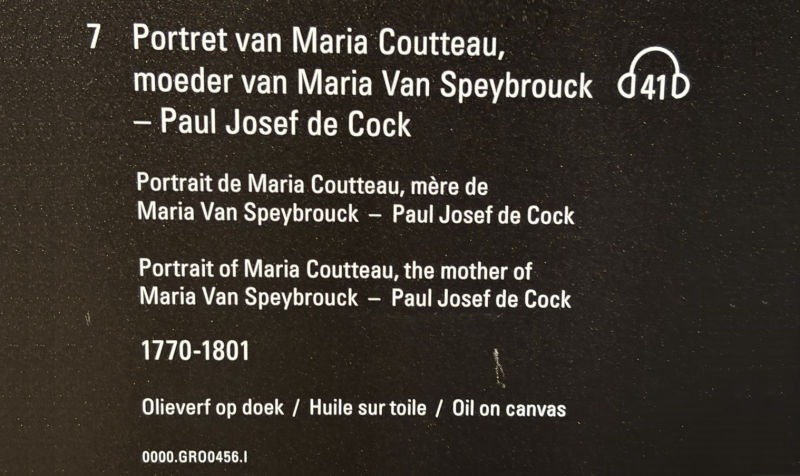 7 Portret van Maria Coutteau,
moeder van Maria Van Speybrouck 41
– Paul Josef de Cock
Portrait de Maria Coutteau, mère de
Maria Van Speybrouck – Paul Josef de Cock
Portrait of Maria Coutteau, the mother of
Maria Van Speybrouck – Paul Josef de Cock
1770-1801
Olieverf op doek / Huile sur toile / Oil on canvas
0000.GRO0456.I